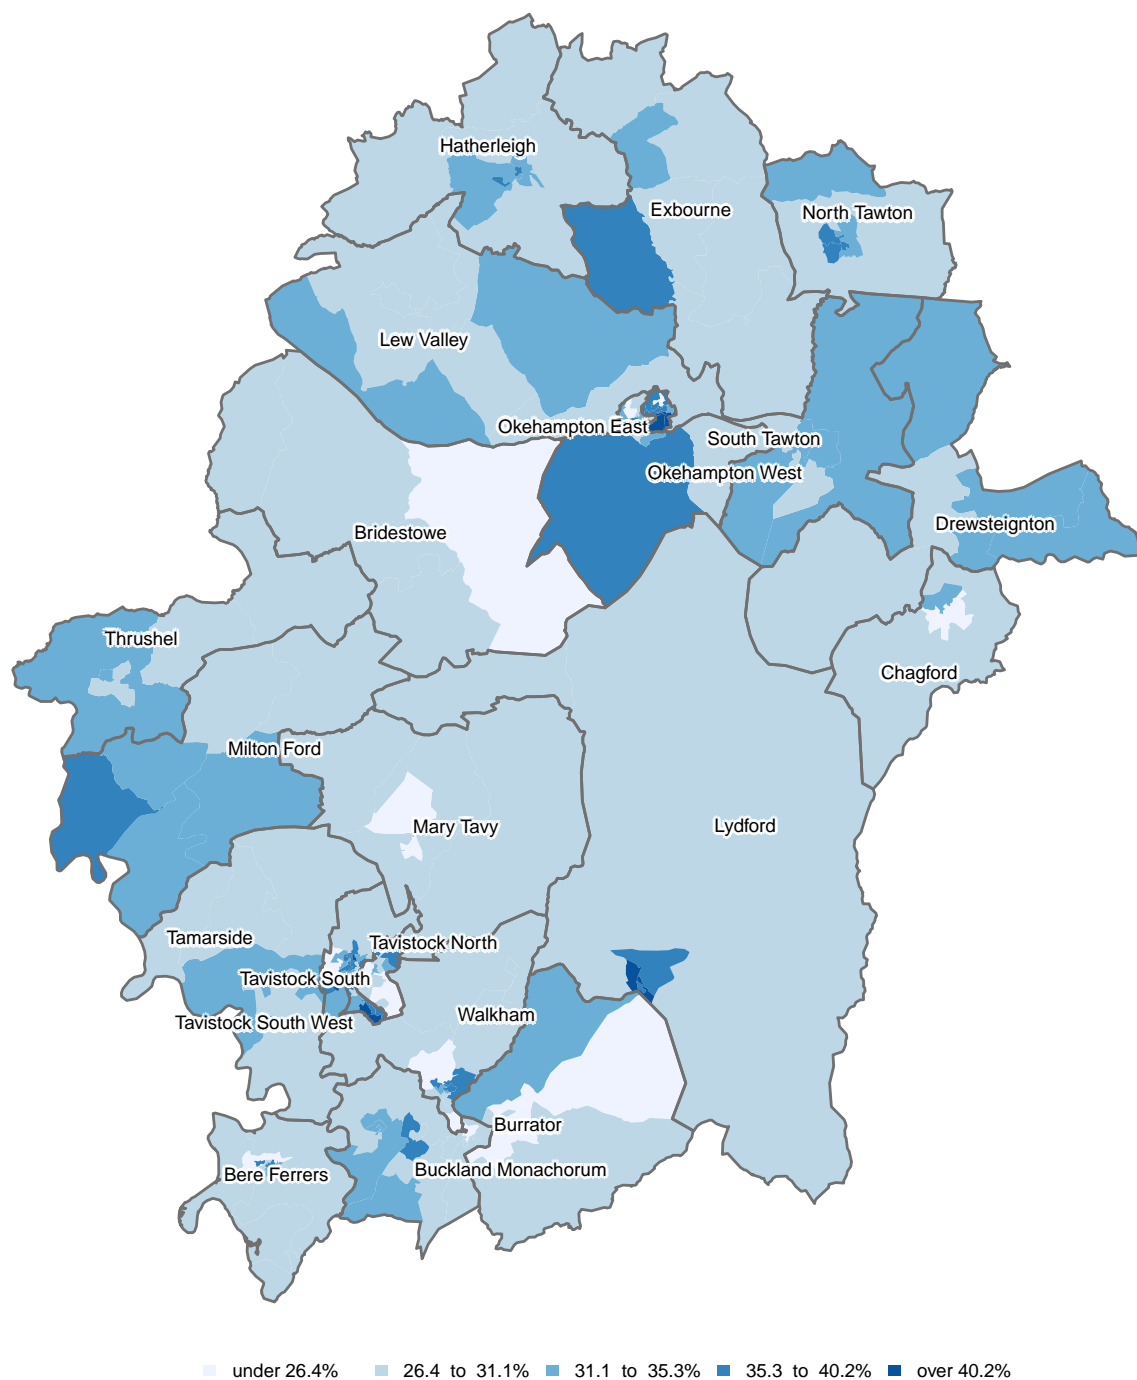 Hatherleigh
Exbourne
North Tawton
Lew Valley
Okehampton East
South Tawton
Okehampton West
Drewsteignton
Bridestowe
Thrushel
Chagford
Milton Ford
Mary Tavy
Lydford
Tamarside
Tavistock North
Tavistock South
Tavistock South West
Walkham
Burrator
Buckland Monachorum
Bere Ferrers
under 26.4% 26.4 to 31.1% 31.1 to 35.3% 35.3 to 40.2% over 40.2%